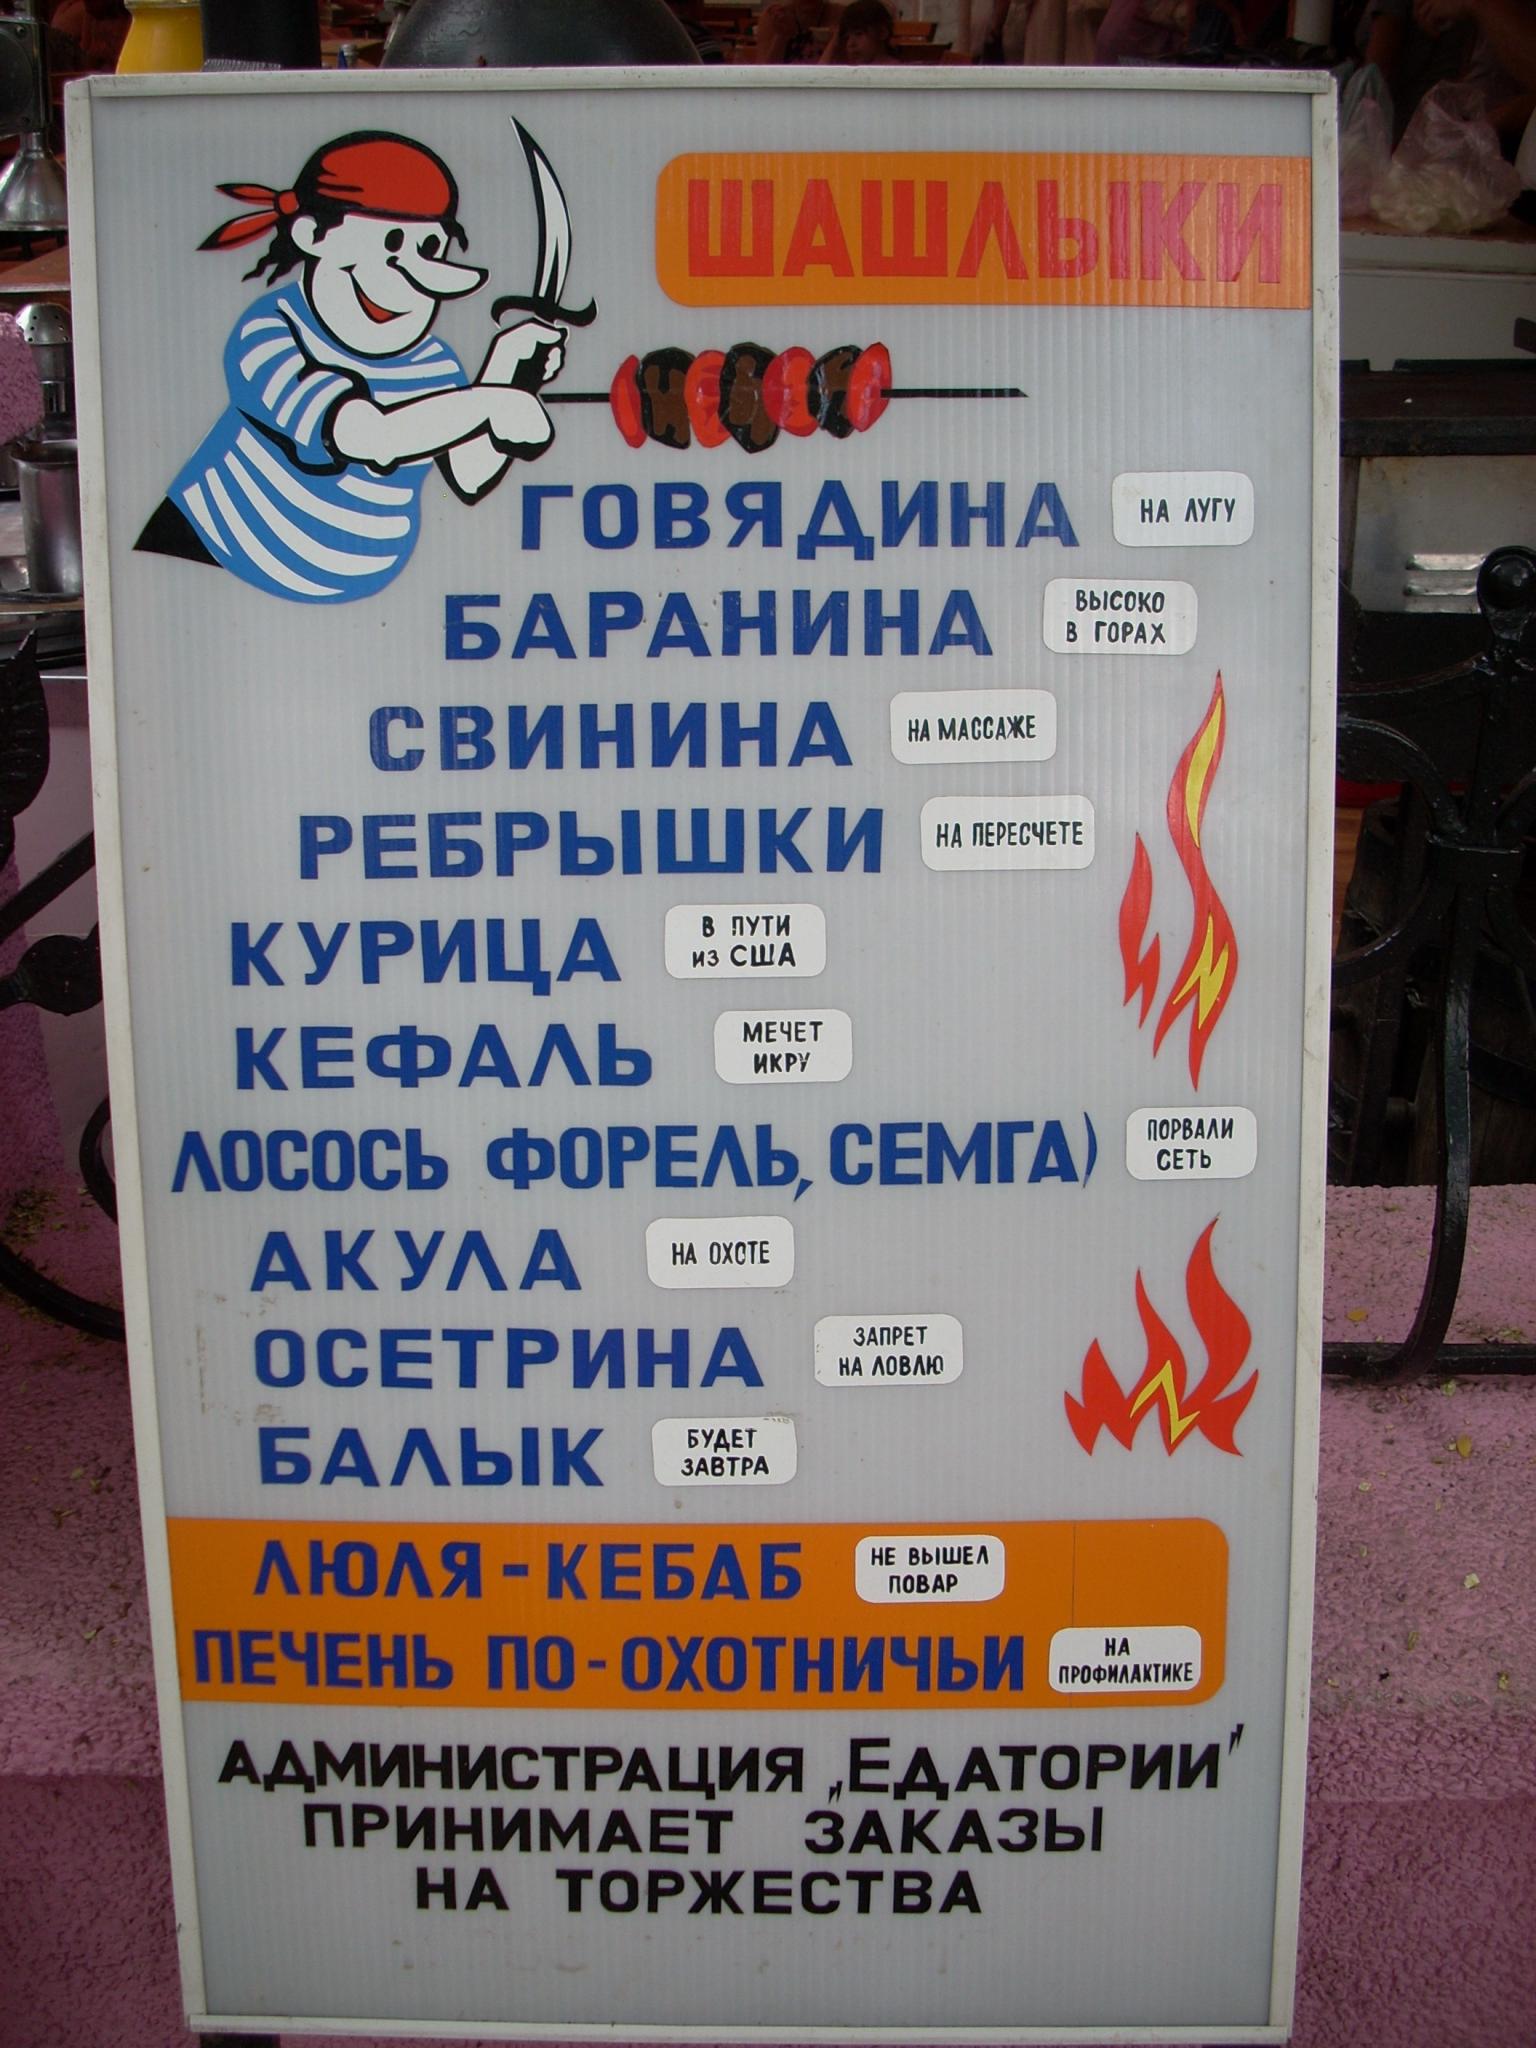 ШАШЛЫКИ
ГОВЯДИНА НА ЛУГУ
БАРАНИНА ВЫСОКО
В ГОРАХ
СВИНИНА НА МАССАЖЕ
РЕБРЫШКИ НА ПЕРЕСЧЕТЕ
КУРИЦА В ПУТИ
ИЗ США
КЕФАЛЬ МЕЧЕТ
ИКРУ
ЛОСОСЬ ФОРЕЛЬ, СЕМГА) ПОРВАЛИ
СЕТЬ
АКУЛА НА ОХОТЕ
ОСЕТРИНА ЗАПРЕТ
НА ЛОВЛЮ
БАЛЫК БУДЕТ
ЗАВТРА
ЛЮЛЯ-КЕБАБ НЕ ВЫШЕЛ
ПОВАР
ПЕЧЕНЬ ПО-ОХОТНИЧЬИ НА
ПРОФИЛАКТИКЕ
АДМИНИСТРАЦИЯ „ЕДАТОРИИ"
ПРИНИМАЕТ ЗАКАЗЫ
НА ТОРЖЕСТВА